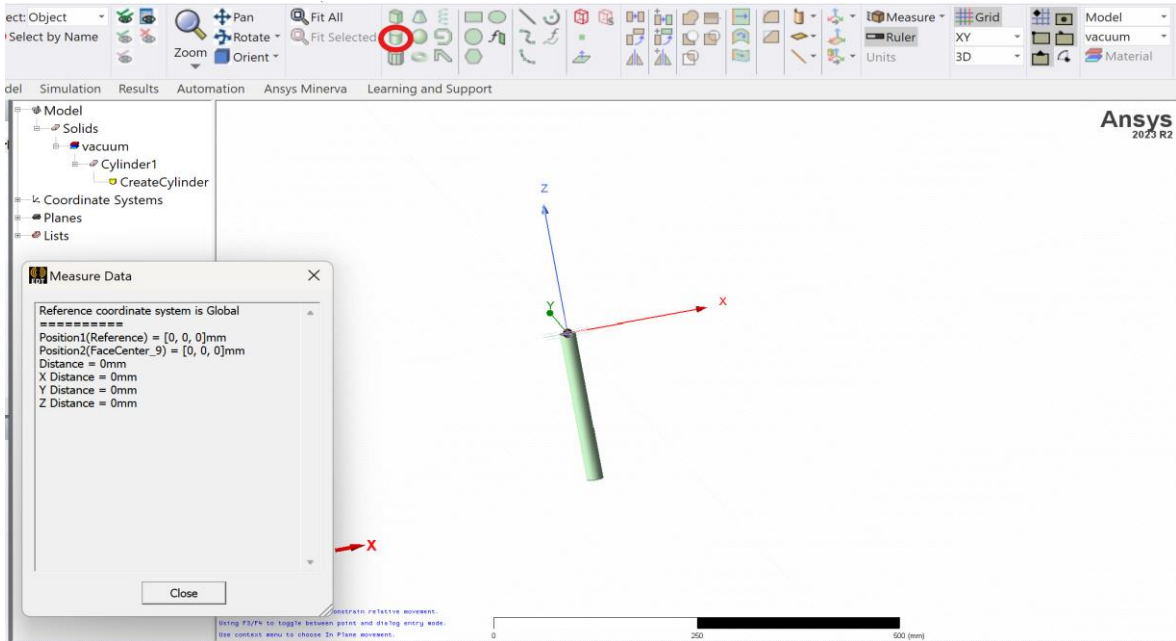 ect: Object
Select by Name
Zoom
Pan
Rotate
Orient
Fit All
Fit Selected
Measure
Ruler
Units
Grid
XY
3D
Model
vacuum
Material
del Simulation Results Automation Ansys Minerva Learning and Support
Model
Solids
vacuum
Cylinder1
CreateCylinder
Coordinate Systems
Planes
Lists
Ansys
2023 R2
Z
Y
X
EDT Measure Data
Reference coordinate system is Global
==========
Position1(Reference) = [0, 0, 0]mm
Position2(FaceCenter_9) = [0, 0, 0]mm
Distance = 0mm
X Distance = 0mm
Y Distance = 0mm
Z Distance = 0mm
Close
X
onstrain relative movement.
Using F3/F4 to toggle between point and dialog entry mode.
Use context menu to choose In Plane movement.
0 250 500 (mm)